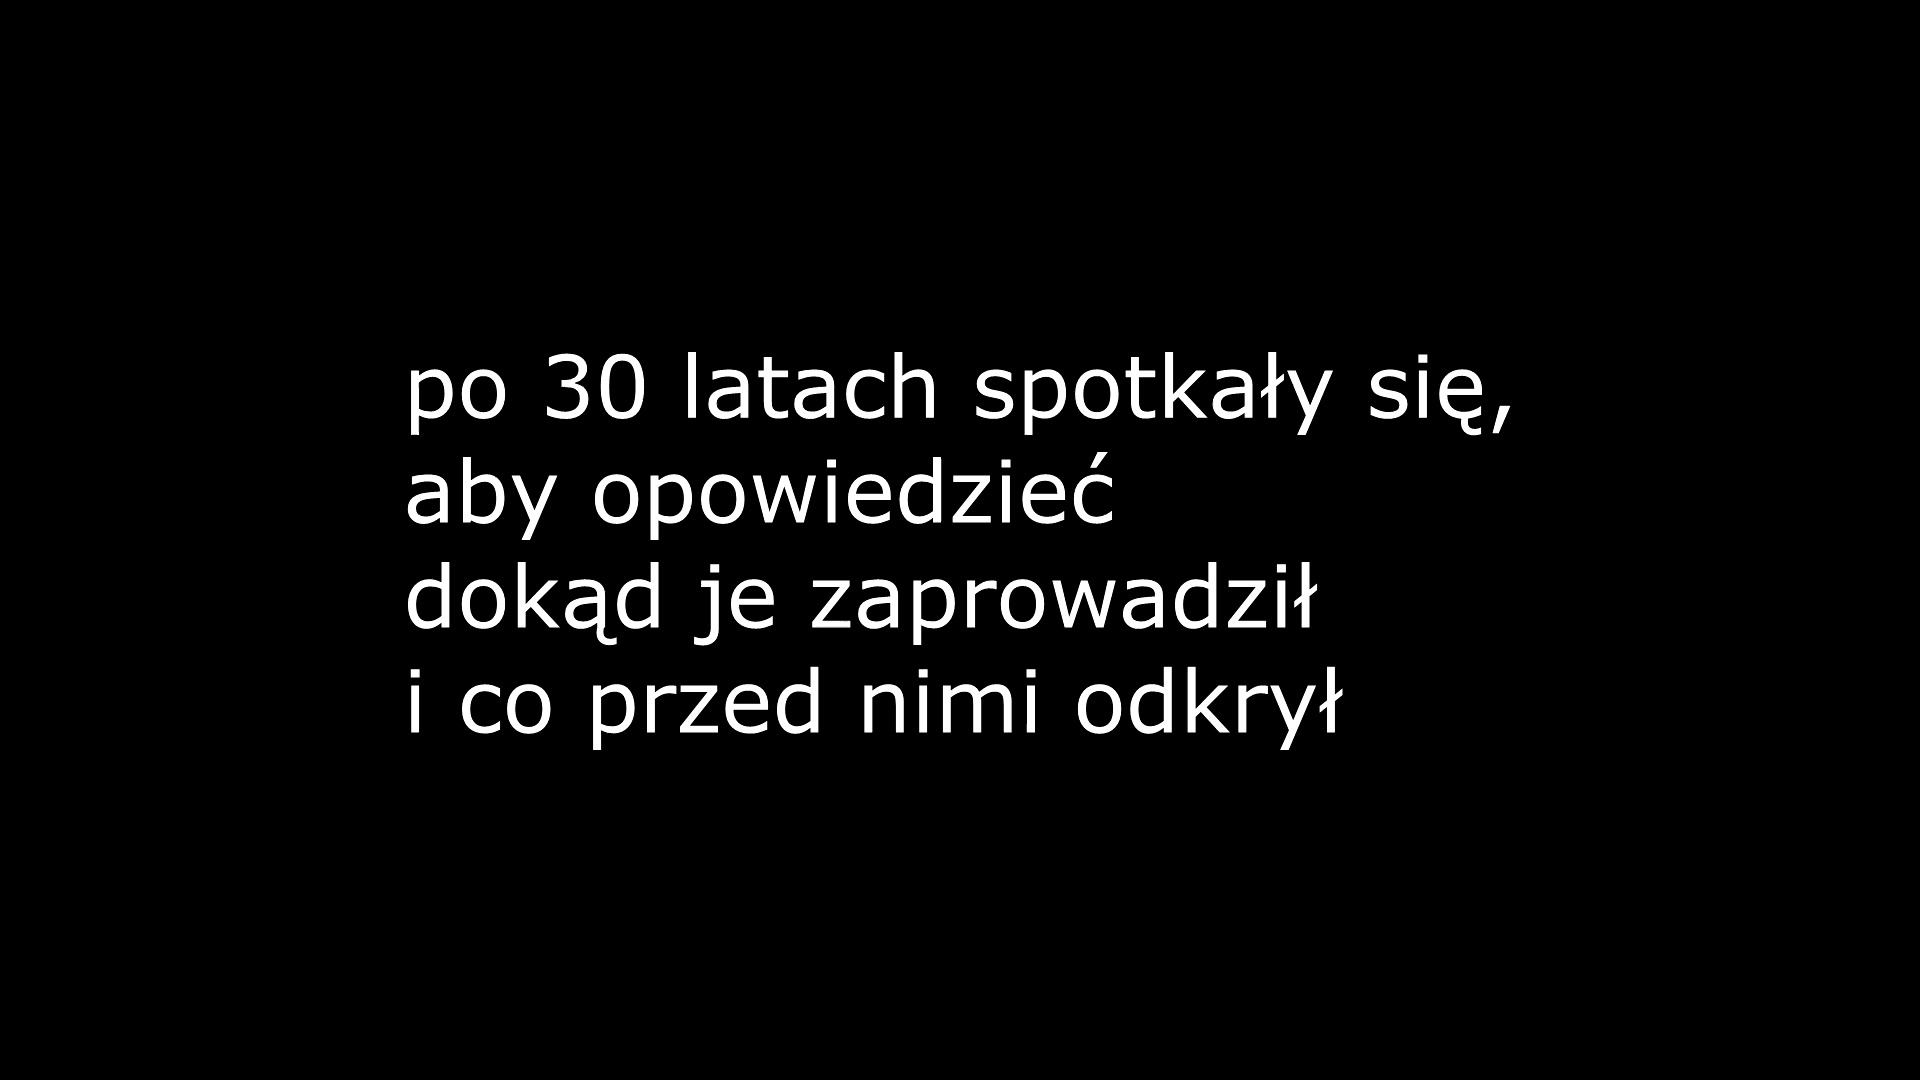 po 30 latach spotkały się,
aby opowiedzieć
dokąd je zaprowadził
i co przed nimi odkrył